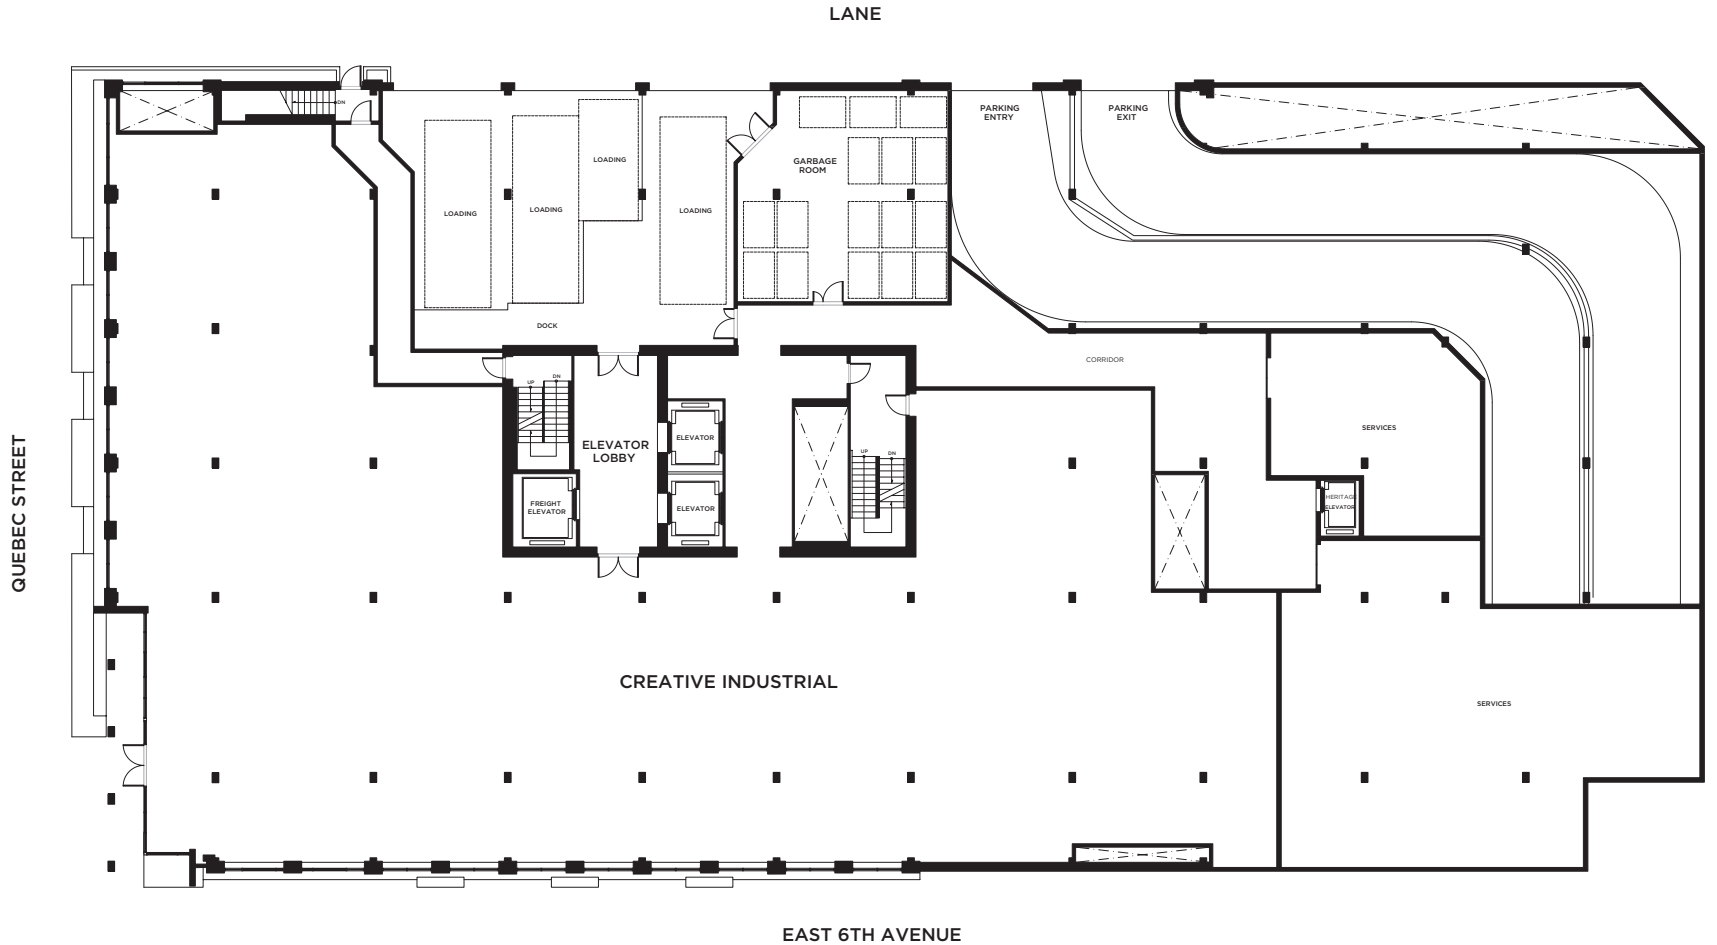 LANE
DN
PARKING
ENTRY
PARKING
EXIT
LOADING
GARBAGE
ROOM
LOADING
LOADING
LOADING
DOCK
CORRIDOR
UP
DN
ELEVATOR
LOBBY
ELEVATOR
SERVICES
UP
DN
FREIGHT
ELEVATOR
ELEVATOR
HERITAGE
ELEVATOR
QUEBEC STREET
CREATIVE INDUSTRIAL
SERVICES
EAST 6TH AVENUE